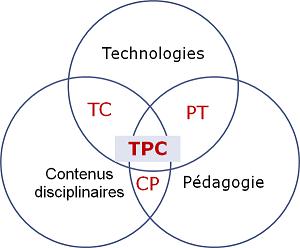 Technologies
TC
PT
TPC
Contenus
disciplinaires
CP
Pédagogie